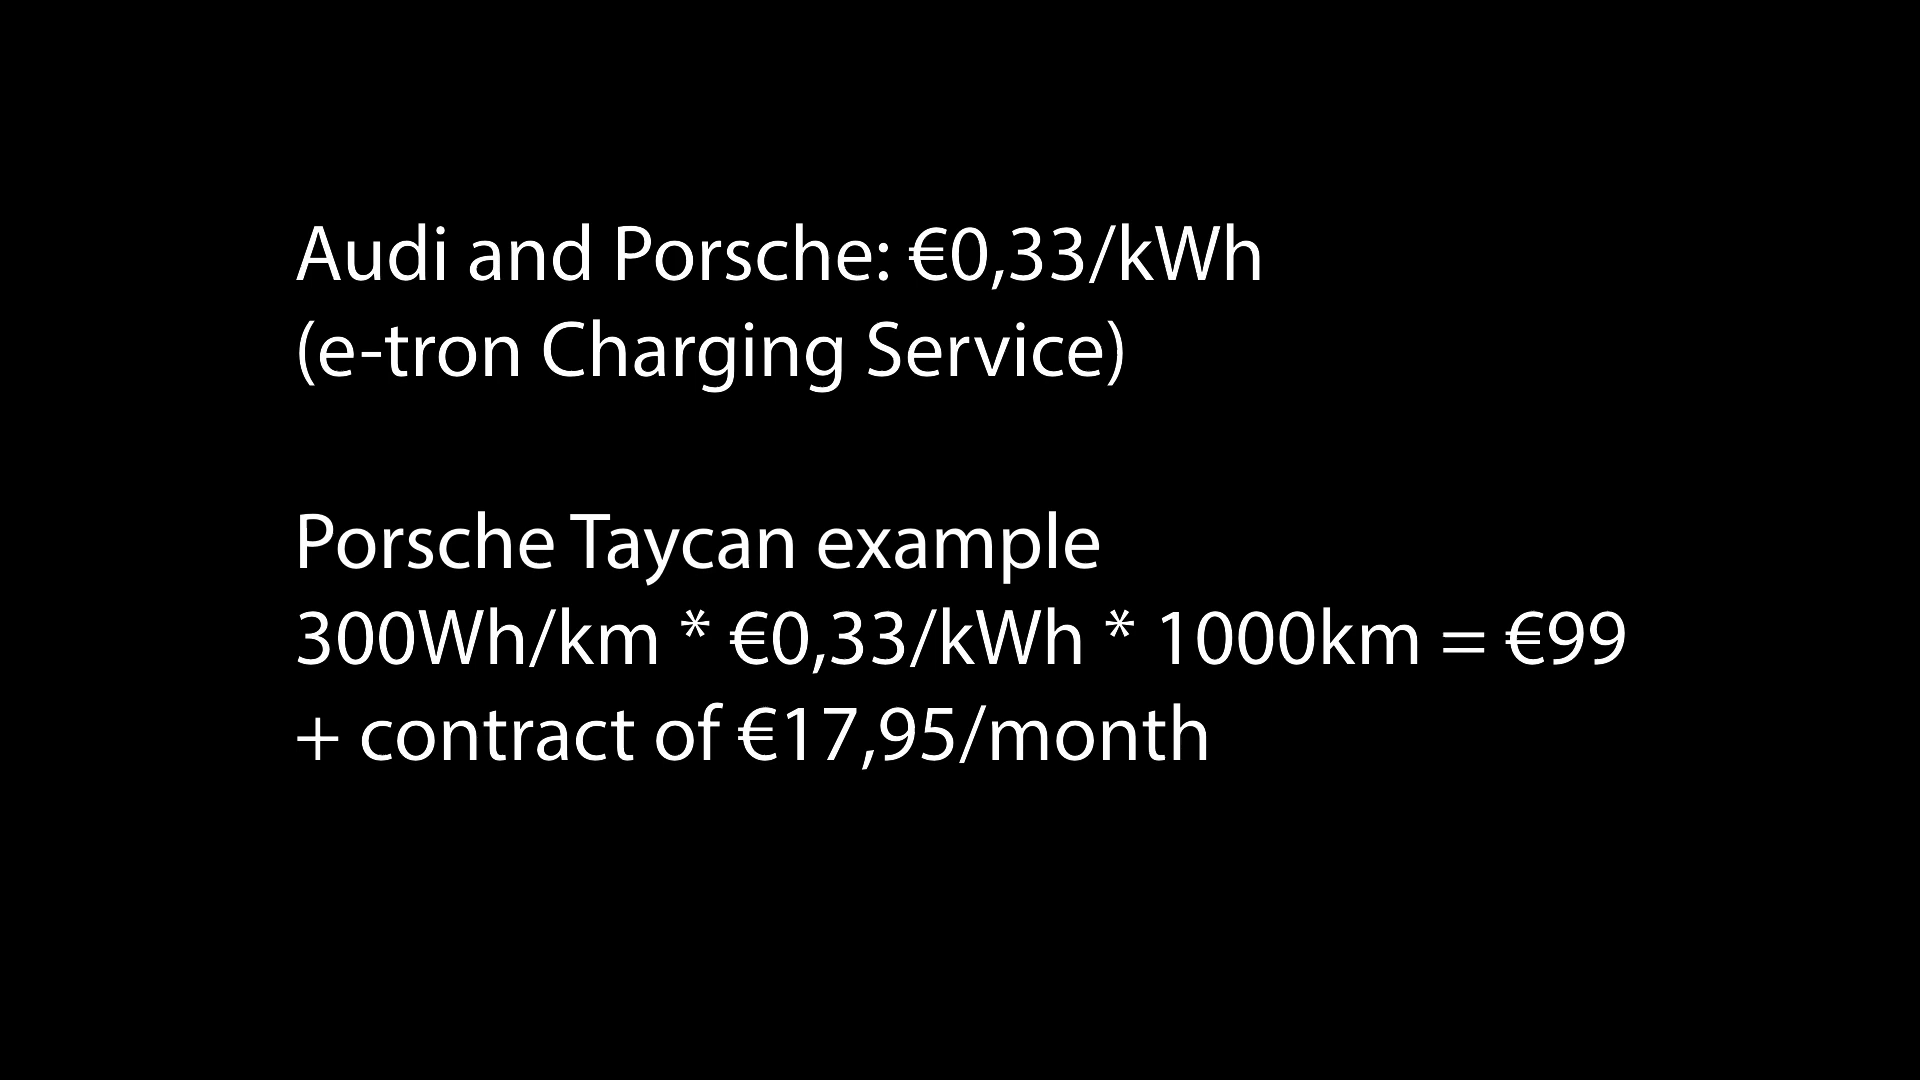 Audi and Porsche: €0,33/kWh
(e-tron Charging Service)
Porsche Taycan example
300Wh/km * €0,33/kWh * 1000km = €99
+ contract of €17,95/month